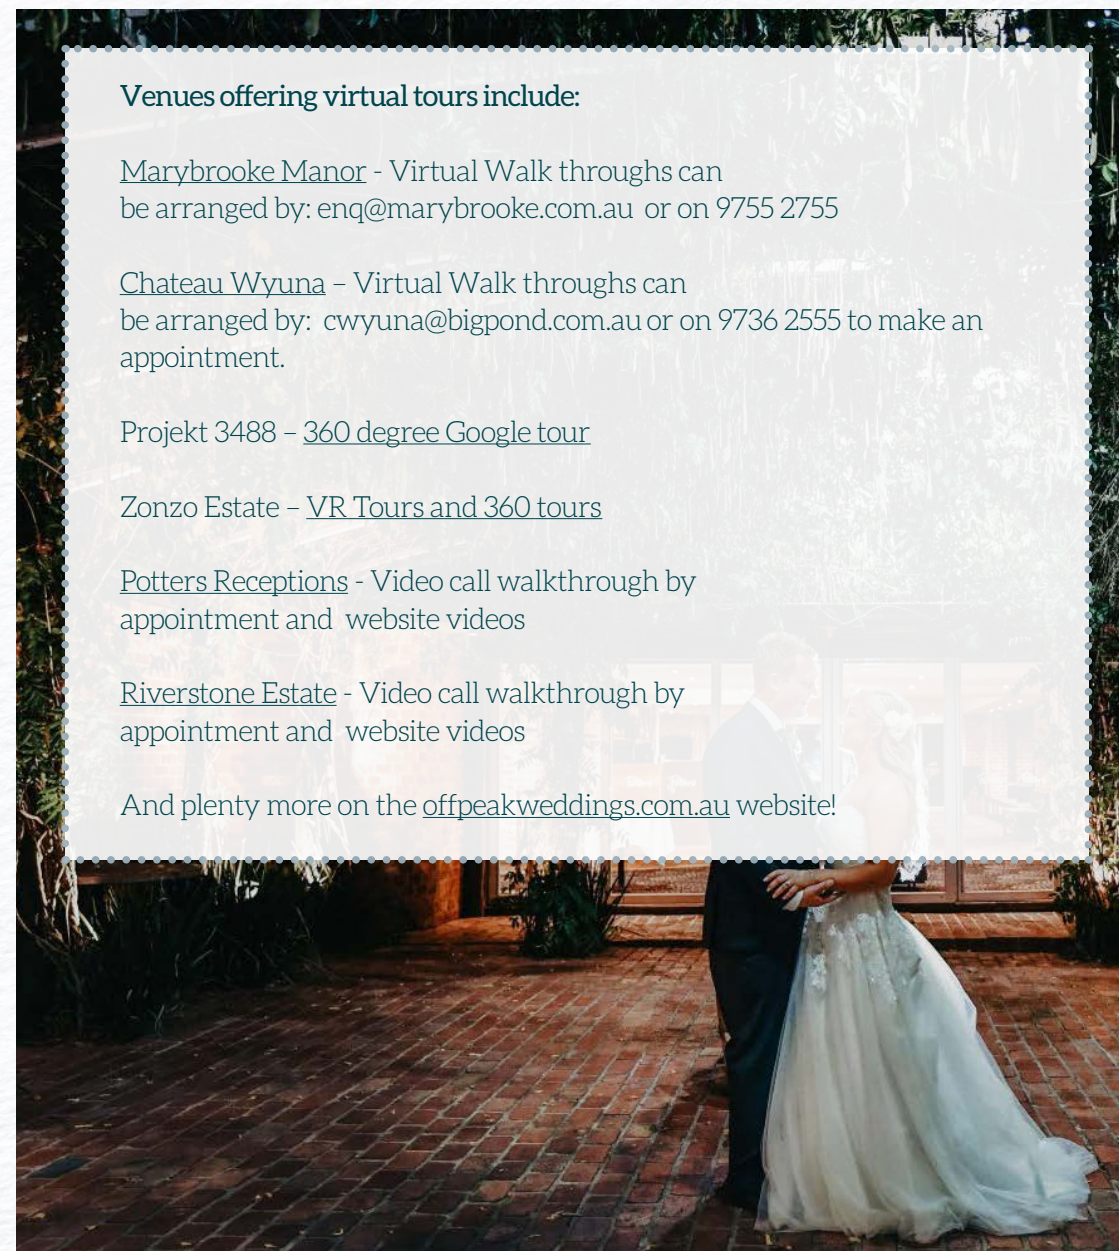 Venues offering virtual tours include:
Marybrooke Manor - Virtual Walk throughs can
be arranged by: enq@marybrooke.com.au or on 9755 2755
Chateau Wyuna – Virtual Walk throughs can
be arranged by: cwyuna@bigpond.com.au or on 9736 2555 to make an
appointment.
Projekt 3488 – 360 degree Google tour
Zonzo Estate – VR Tours and 360 tours
Potters Receptions - Video call walkthrough by
appointment and website videos
Riverstone Estate - Video call walkthrough by
appointment and website videos
And plenty more on the offpeakweddings.com.au website!